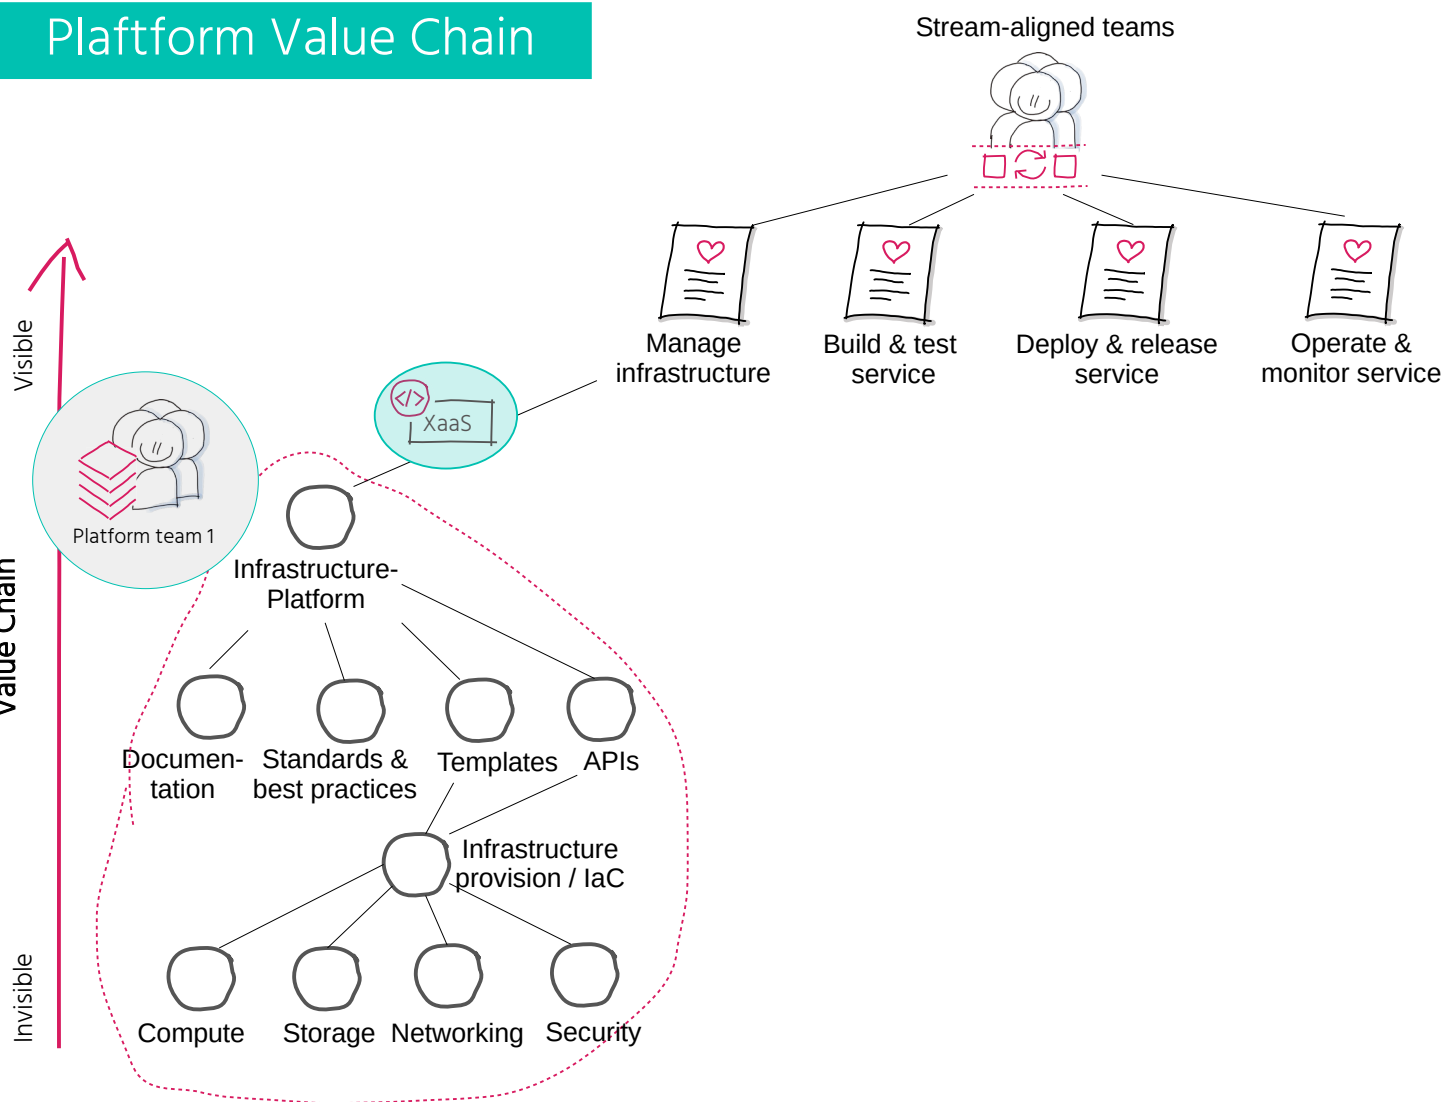 Plaftform Value Chain
Stream-aligned teams
Manage
infrastructure
Build & test
service
Deploy & release
service
Operate &
monitor service
Visible
</>
XaaS
Platform team 1
Value Chain
Infrastructure-
Platform
Documen-
tation
Standards &
best practices
Templates
APIs
Infrastructure
provision / IaC
Invisible
Compute
Storage
Networking
Security